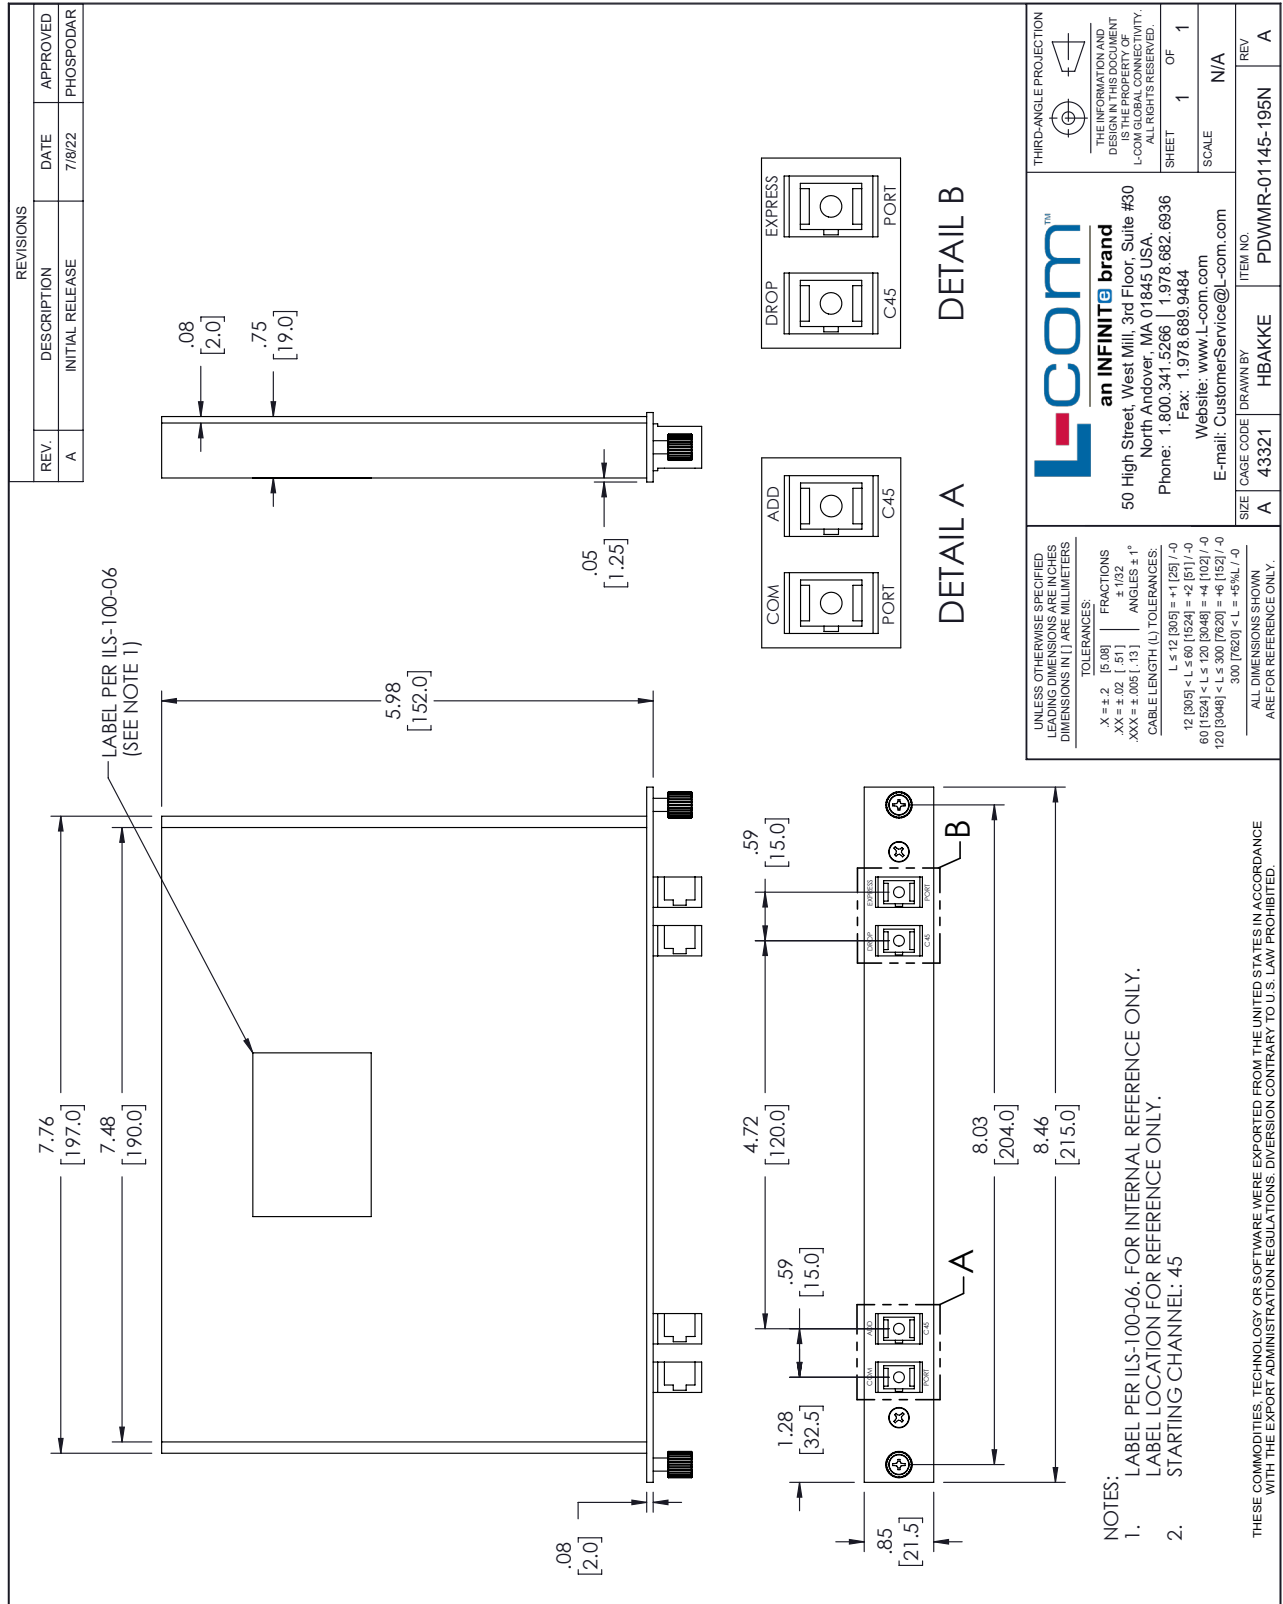 REVISIONS
REV. DESCRIPTION DATE APPROVED
A INITIAL RELEASE 7/8/22 PHOSPODAR
7.76
[197.0]
7.48
[190.0]
LABEL PER ILS-100-06
(SEE NOTE 1)
5.98
[152.0]
.08
[2.0]
.08
[2.0]
.75
[19.0]
.05
[1.25]
1.28
[32.5]
.59
[15.0]
4.72
[120.0]
.59
[15.0]
.85
[21.5]
COM ADD
PORT C45
DROP EXPRESS
C45 PORT
A
B
8.03
[204.0]
8.46
[215.0]
COM ADD
PORT C45
DETAIL A
DROP EXPRESS
C45 PORT
DETAIL B
NOTES:
1. LABEL PER ILS-100-06. FOR INTERNAL REFERENCE ONLY.
LABEL LOCATION FOR REFERENCE ONLY.
2. STARTING CHANNEL: 45
THESE COMMODITIES, TECHNOLOGY OR SOFTWARE WERE EXPORTED FROM THE UNITED STATES IN ACCORDANCE
WITH THE EXPORT ADMINISTRATION REGULATIONS. DIVERSION CONTRARY TO U.S. LAW PROHIBITED.
UNLESS OTHERWISE SPECIFIED
LEADING DIMENSIONS ARE INCHES
DIMENSIONS IN [ ] ARE MILLIMETERS
TOLERANCES:
.X = ± .2 [5.08] FRACTIONS
.XX = ± .02 [ .51 ] ± 1/32
.XXX = ± .005 [ .13 ] ANGLES ± 1°
CABLE LENGTH (L) TOLERANCES:
L ≤ 12 [305] = +1 [25] / -0
12 [305] < L ≤ 60 [1524] = +2 [51] / -0
60 [1524] < L ≤ 120 [3048] = +4 [102] / -0
120 [3048] < L ≤ 300 [7620] = +6 [152] / -0
300 [7620] < L = +5%L / -0
ALL DIMENSIONS SHOWN
ARE FOR REFERENCE ONLY.
L-com™
an INFINIT@ brand
50 High Street, West Mill, 3rd Floor, Suite #30
North Andover, MA 01845 USA.
Phone: 1.800.341.5266 | 1.978.682.6936
Fax: 1.978.689.9484
Website: www.L-com.com
E-mail: CustomerService@L-com.com
THIRD-ANGLE PROJECTION
THE INFORMATION AND
DESIGN IN THIS DOCUMENT
IS THE PROPERTY OF
L-COM GLOBAL CONNECTIVITY.
ALL RIGHTS RESERVED.
SHEET 1 OF 1
SCALE N/A
SIZE A
CAGE CODE 43321
DRAWN BY HBAKKE
ITEM NO. PDWMR-01145-195N
REV A